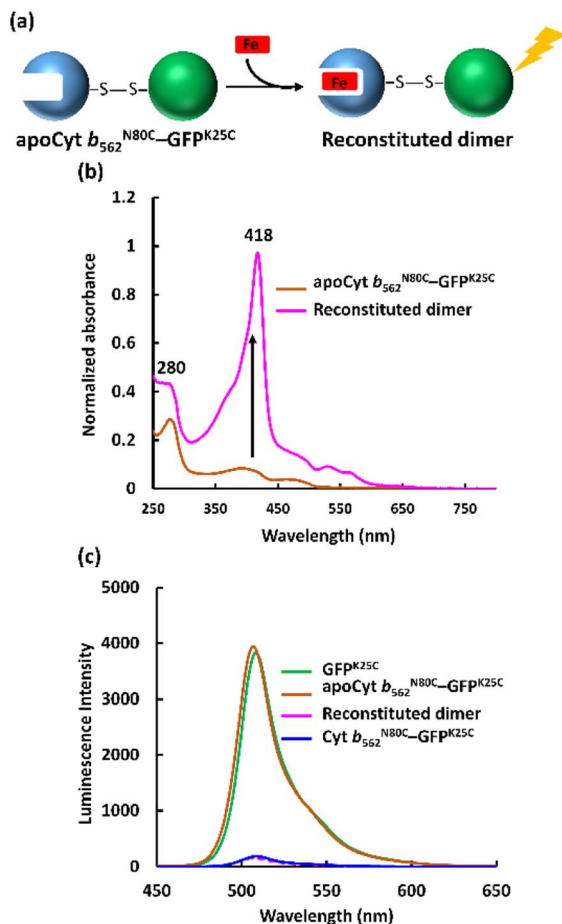 (a)
Fe
Fe
S S
S S
apoCyt b₅₆₂ᴺ⁸⁰ᶜ–GFPᴷ²⁵ᶜ
Reconstituted dimer
(b)
1.2
1
0.8
0.6
0.4
0.2
0
Normalized absorbance
418
280
apoCyt b₅₆₂ᴺ⁸⁰ᶜ–GFPᴷ²⁵ᶜ
Reconstituted dimer
250 350 450 550 650 750
Wavelength (nm)
(c)
5000
4000
3000
2000
1000
0
Luminescence Intensity
GFPᴷ²⁵ᶜ
apoCyt b₅₆₂ᴺ⁸⁰ᶜ–GFPᴷ²⁵ᶜ
Reconstituted dimer
Cyt b₅₆₂ᴺ⁸⁰ᶜ–GFPᴷ²⁵ᶜ
450 500 550 600 650
Wavelength (nm)